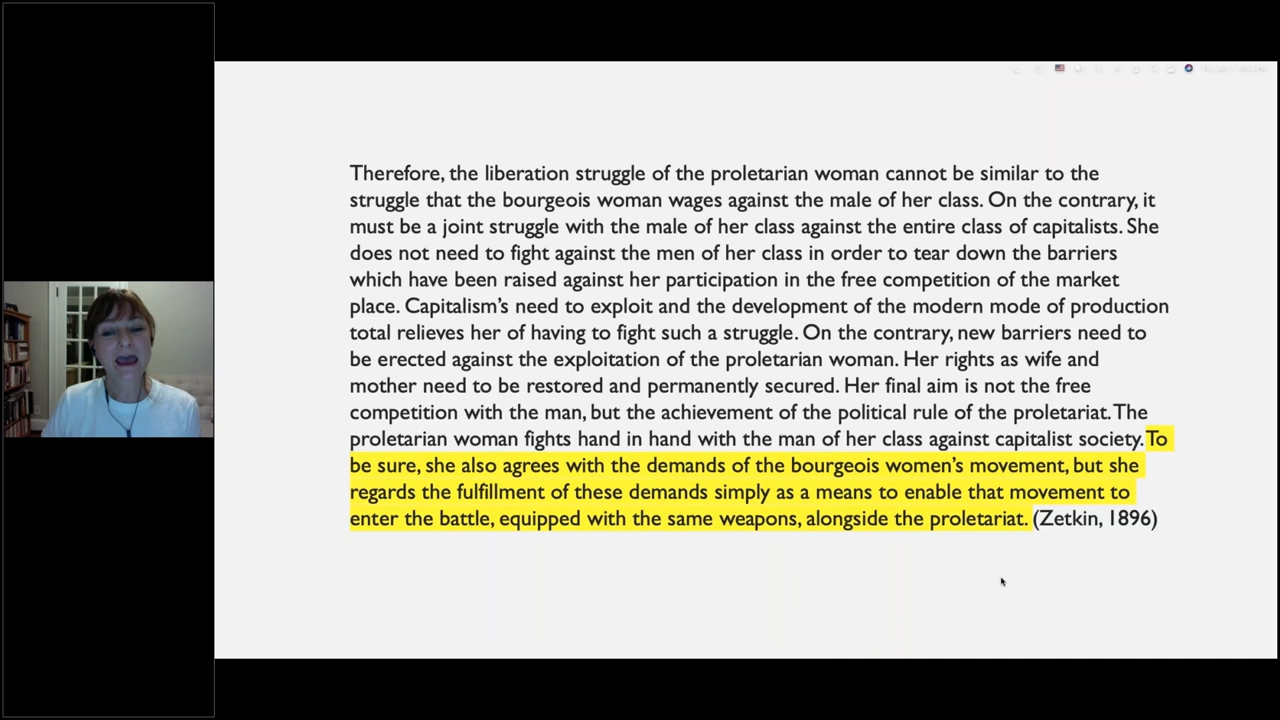 Therefore, the liberation struggle of the proletarian woman cannot be similar to the
struggle that the bourgeois woman wages against the male of her class. On the contrary, it
must be a joint struggle with the male of her class against the entire class of capitalists. She
does not need to fight against the men of her class in order to tear down the barriers
which have been raised against her participation in the free competition of the market
place. Capitalism's need to exploit and the development of the modern mode of production
total relieves her of having to fight such a struggle. On the contrary, new barriers need to
be erected against the exploitation of the proletarian woman. Her rights as wife and
mother need to be restored and permanently secured. Her final aim is not the free
competition with the man, but the achievement of the political rule of the proletariat. The
proletarian woman fights hand in hand with the man of her class against capitalist society. To
be sure, she also agrees with the demands of the bourgeois women's movement, but she
regards the fulfillment of these demands simply as a means to enable that movement to
enter the battle, equipped with the same weapons, alongside the proletariat. (Zetkin, 1896)